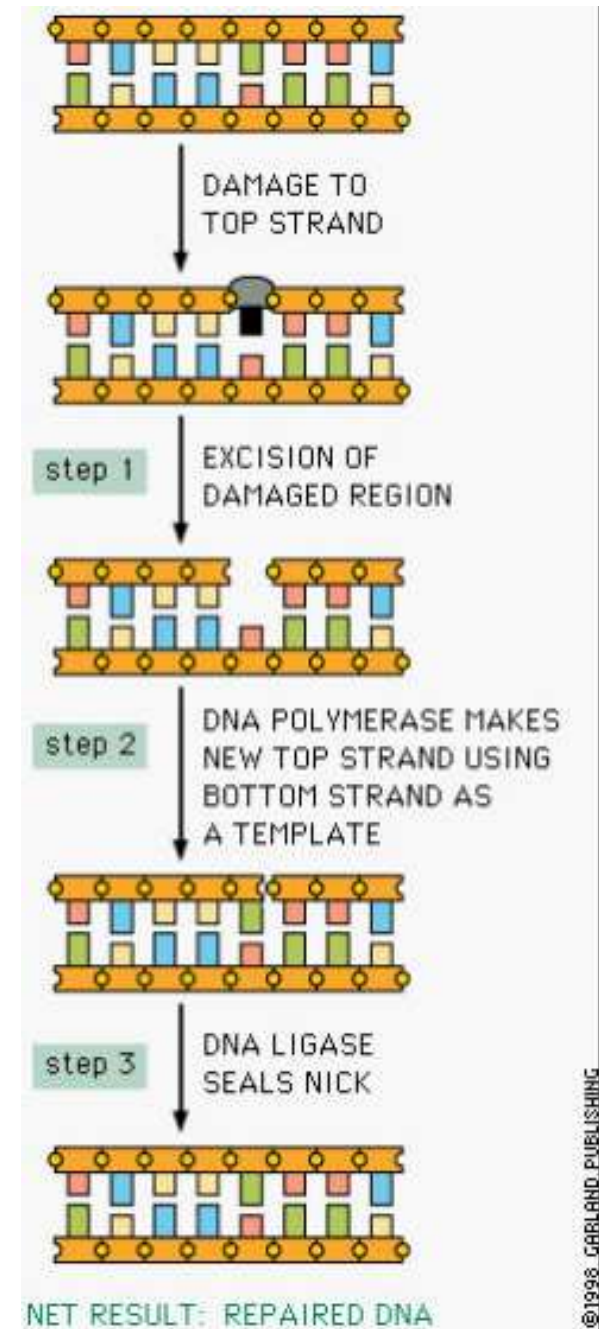 DAMAGE TO
TOP STRAND
step 1
EXCISION OF
DAMAGED REGION
step 2
DNA POLYMERASE MAKES
NEW TOP STRAND USING
BOTTOM STRAND AS
A TEMPLATE
step 3
DNA LIGASE
SEALS NICK
NET RESULT: REPAIRED DNA
©1998 GARLAND PUBLISHING